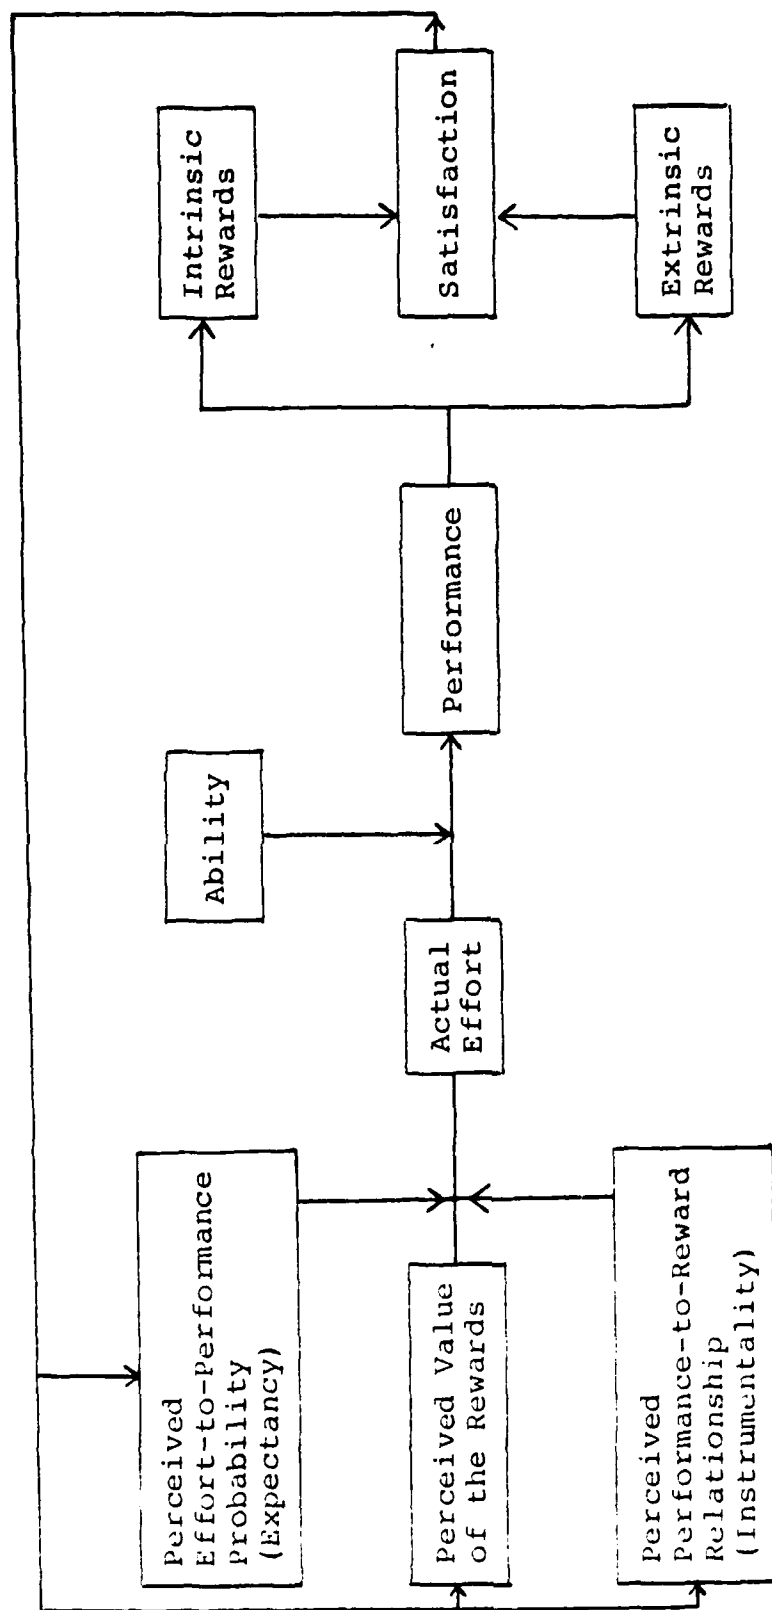 Perceived
Effort-to-Performance
Probability
(Expectancy)
Perceived Value
of the Rewards
Perceived
Performance-to-Reward
Relationship
(Instrumentality)
Actual
Effort
Ability
Performance
Intrinsic
Rewards
Satisfaction
Extrinsic
Rewards